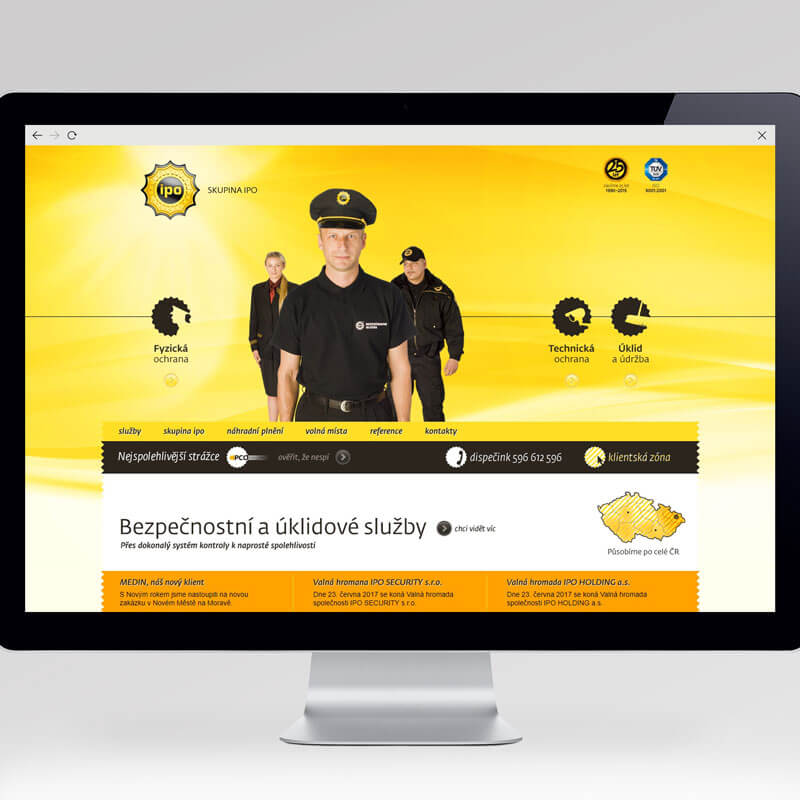 ipo
SKUPINA IPO
25
1990–2015
TÜV
ISO
9001:2001
Fyzická
ochrana
Technická
ochrana
Úklid
a údržba
služby
skupina ipo
náhradní plnění
volná místa
reference
kontakty
Nejspolehlivější strážce
PCO
ověřit, že nespí
dispečink 596 612 596
klientská zóna
Bezpečnostní a úklidové služby
chci vidět víc
Přes dokonalý systém kontroly k naprosté spolehlivosti
Působíme po celé ČR
MEDIN, náš nový klient
S Novým rokem jsme nastoupili na novou
zakázku v Novém Městě na Moravě.
Valná hromana IPO SECURITY s.r.o.
Dne 23. června 2017 se koná Valná hromada
společnosti IPO SECURITY s r.o.
Valná hromada IPO HOLDING a.s.
Dne 23. června 2017 se koná Valná hromada
společnosti IPO HOLDING a.s.